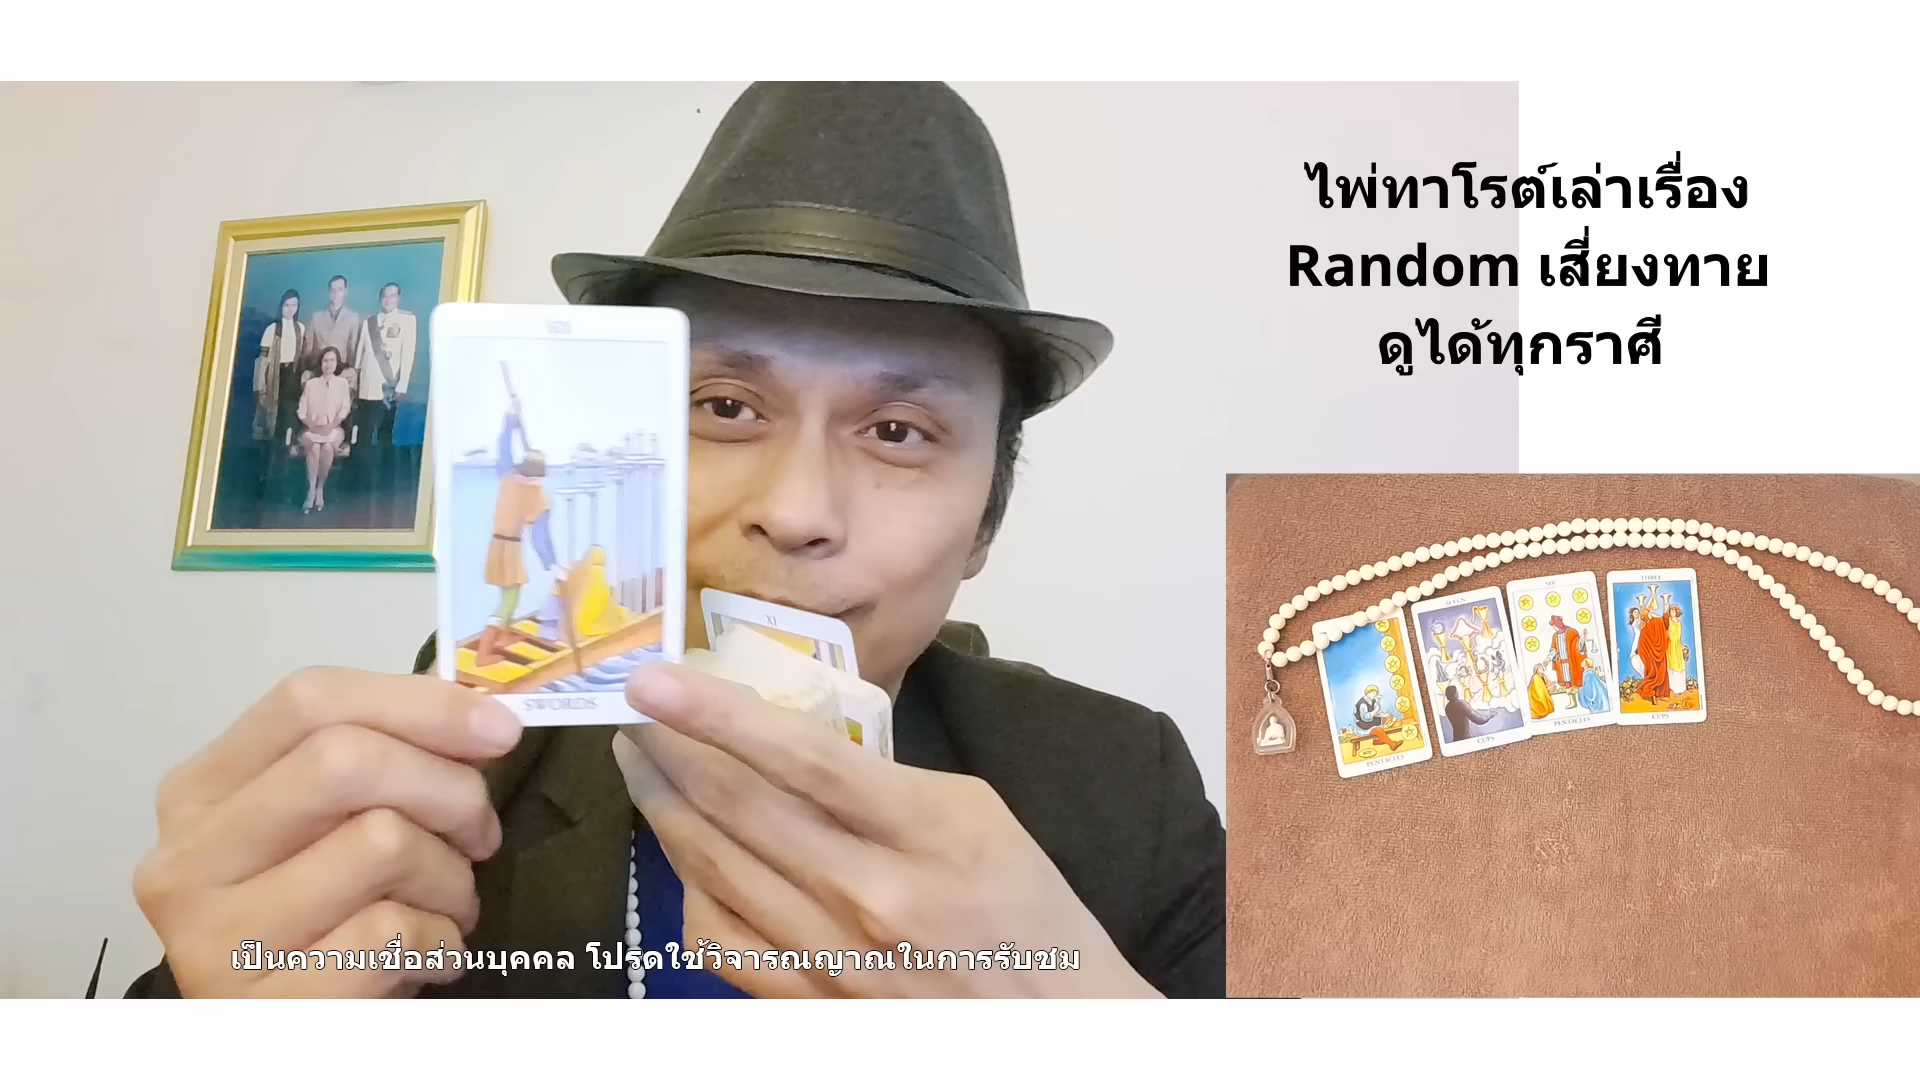 ไพ่ทาโรต์เล่าเรื่อง
Random เสี่ยงทาย
ดูได้ทุกราศี
SIX
SWORDS
XI
PENTACLES
SEVEN
CUPS
SIX
PENTACLES
THREE
CUPS
เป็นความเชื่อส่วนบุคคล โปรดใช้วิจารณญาณในการรับชม